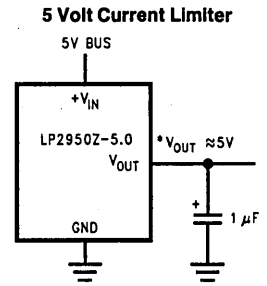 5 Volt Current Limiter
5V BUS
+VIN
LP2950Z-5.0
*VOUT ≈5V
VOUT
GND
+
1 μF